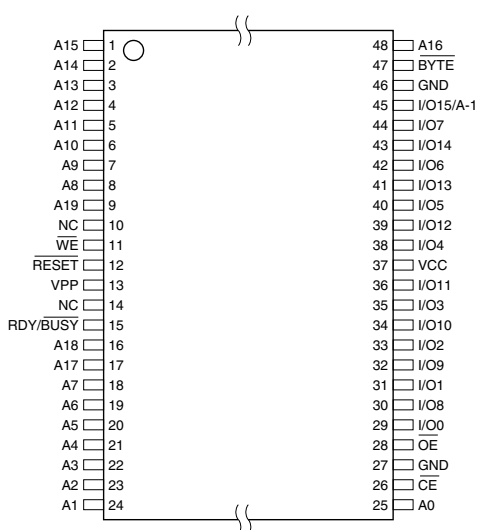 A15 1 48 A16
A14 2 47 BYTE
A13 3 46 GND
A12 4 45 I/O15/A-1
A11 5 44 I/O7
A10 6 43 I/O14
A9 7 42 I/O6
A8 8 41 I/O13
A19 9 40 I/O5
NC 10 39 I/O12
WE 11 38 I/O4
RESET 12 37 VCC
VPP 13 36 I/O11
NC 14 35 I/O3
RDY/BUSY 15 34 I/O10
A18 16 33 I/O2
A17 17 32 I/O9
A7 18 31 I/O1
A6 19 30 I/O8
A5 20 29 I/O0
A4 21 28 OE
A3 22 27 GND
A2 23 26 CE
A1 24 25 A0